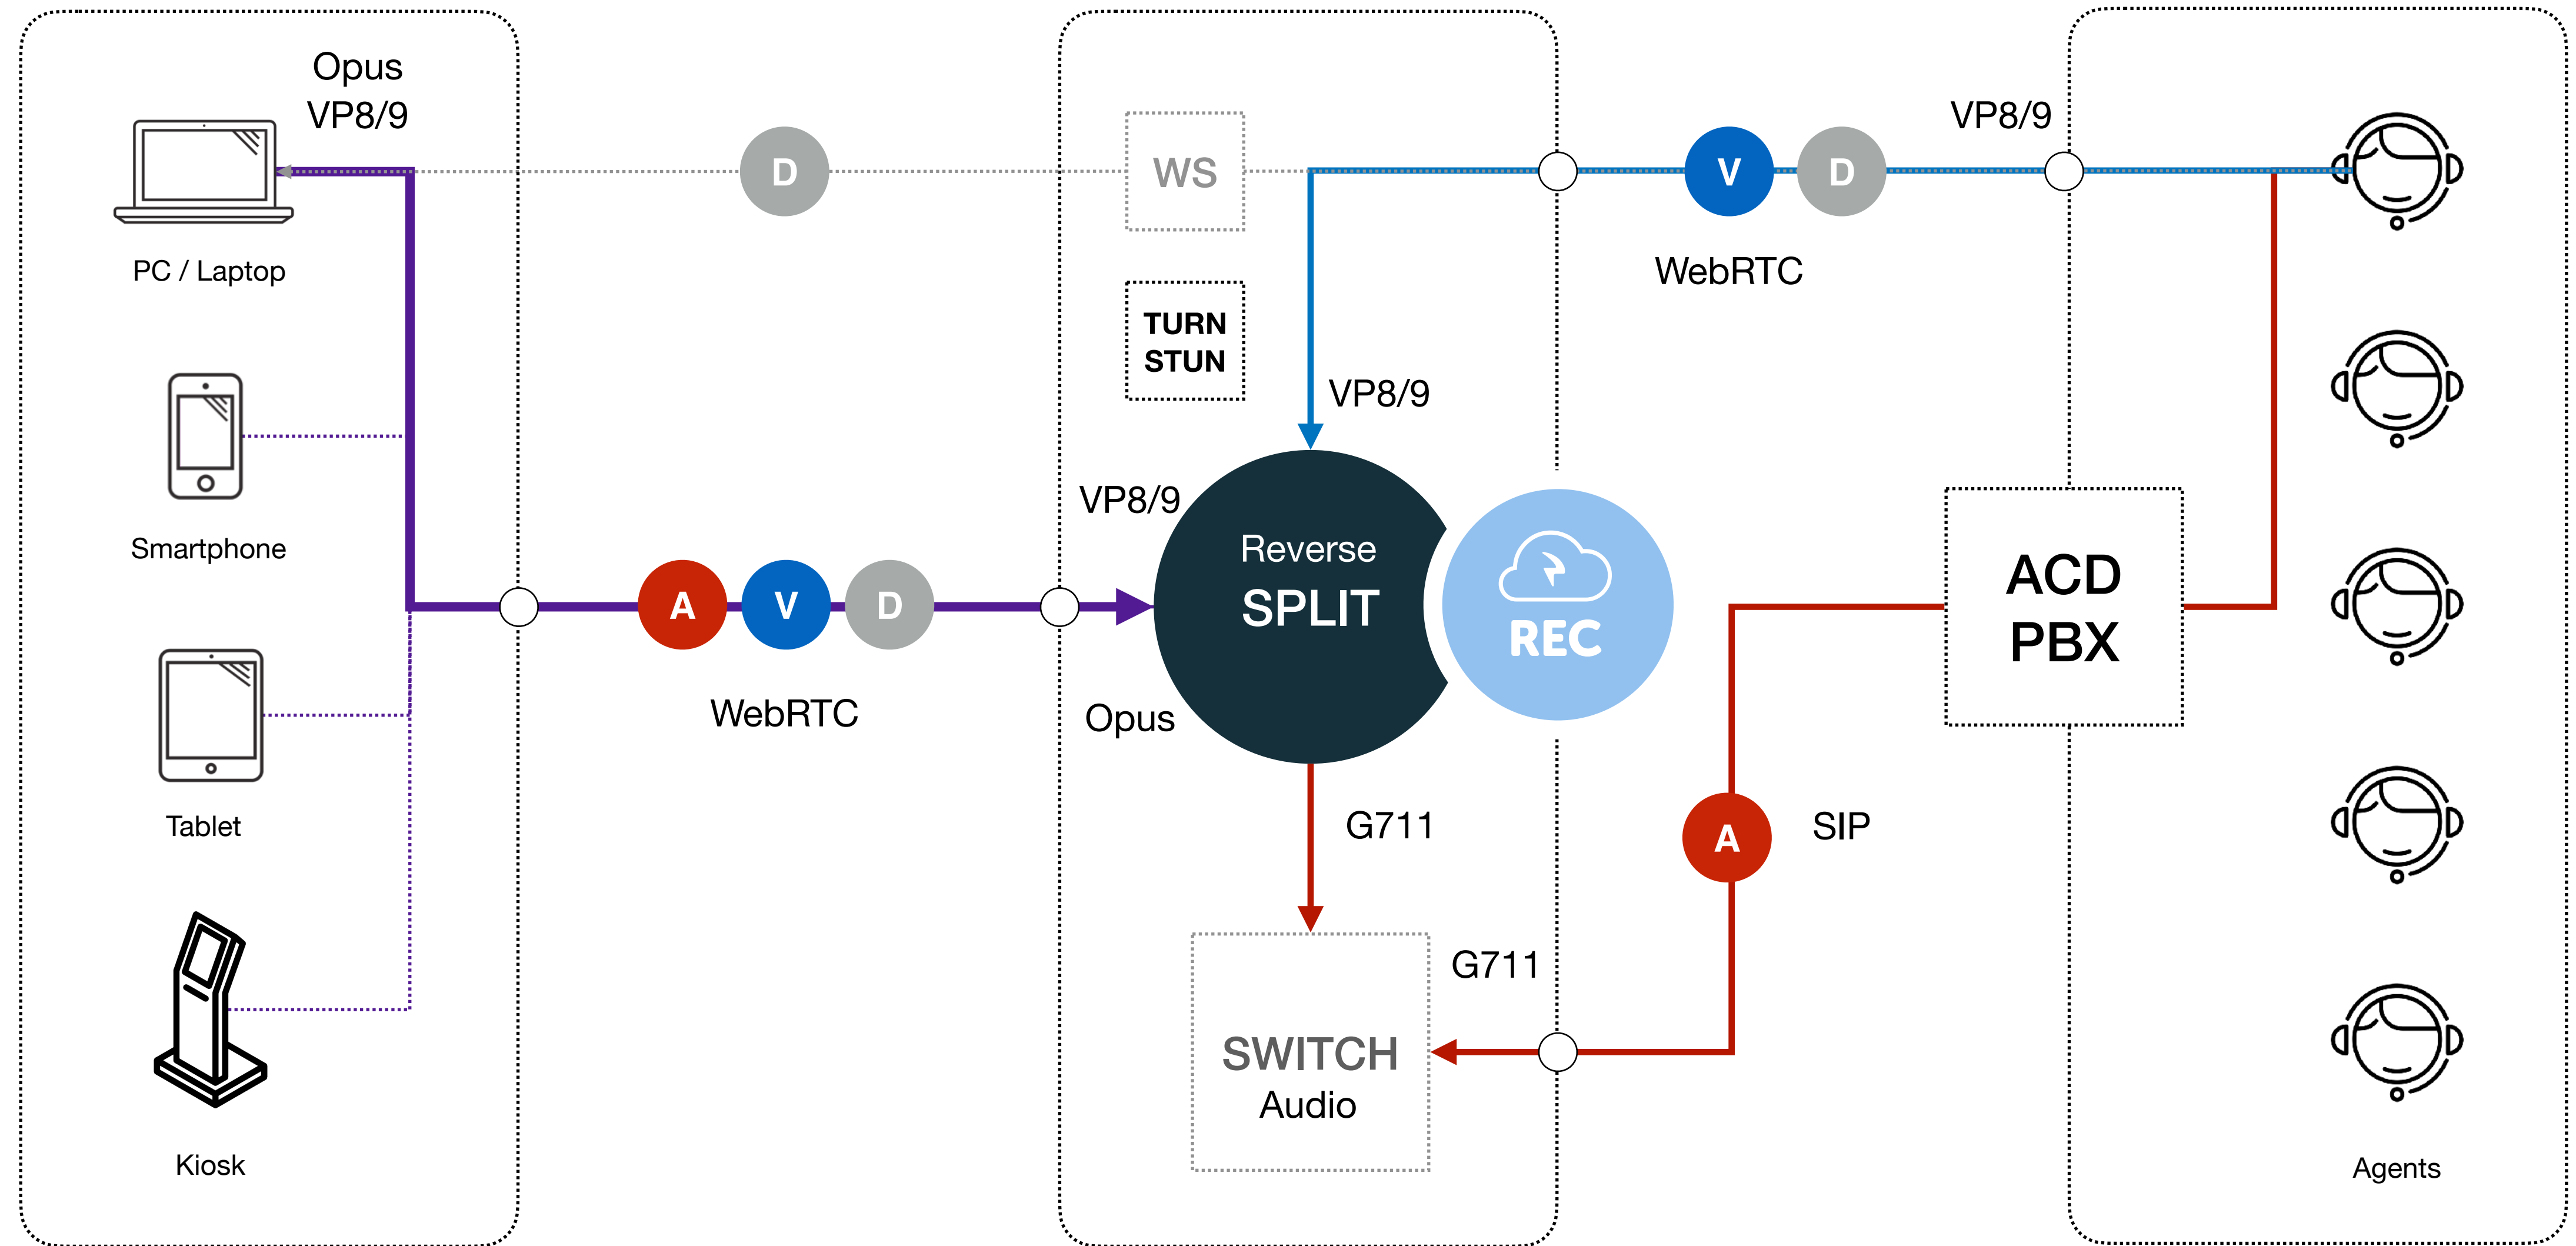 Opus
VP8/9
PC / Laptop
Smartphone
Tablet
Kiosk
D
A
V
D
WebRTC
WS
TURN
STUN
VP8/9
VP8/9
Opus
Reverse
SPLIT
REC
G711
G711
SWITCH
Audio
V
D
WebRTC
VP8/9
A
SIP
ACD
PBX
Agents